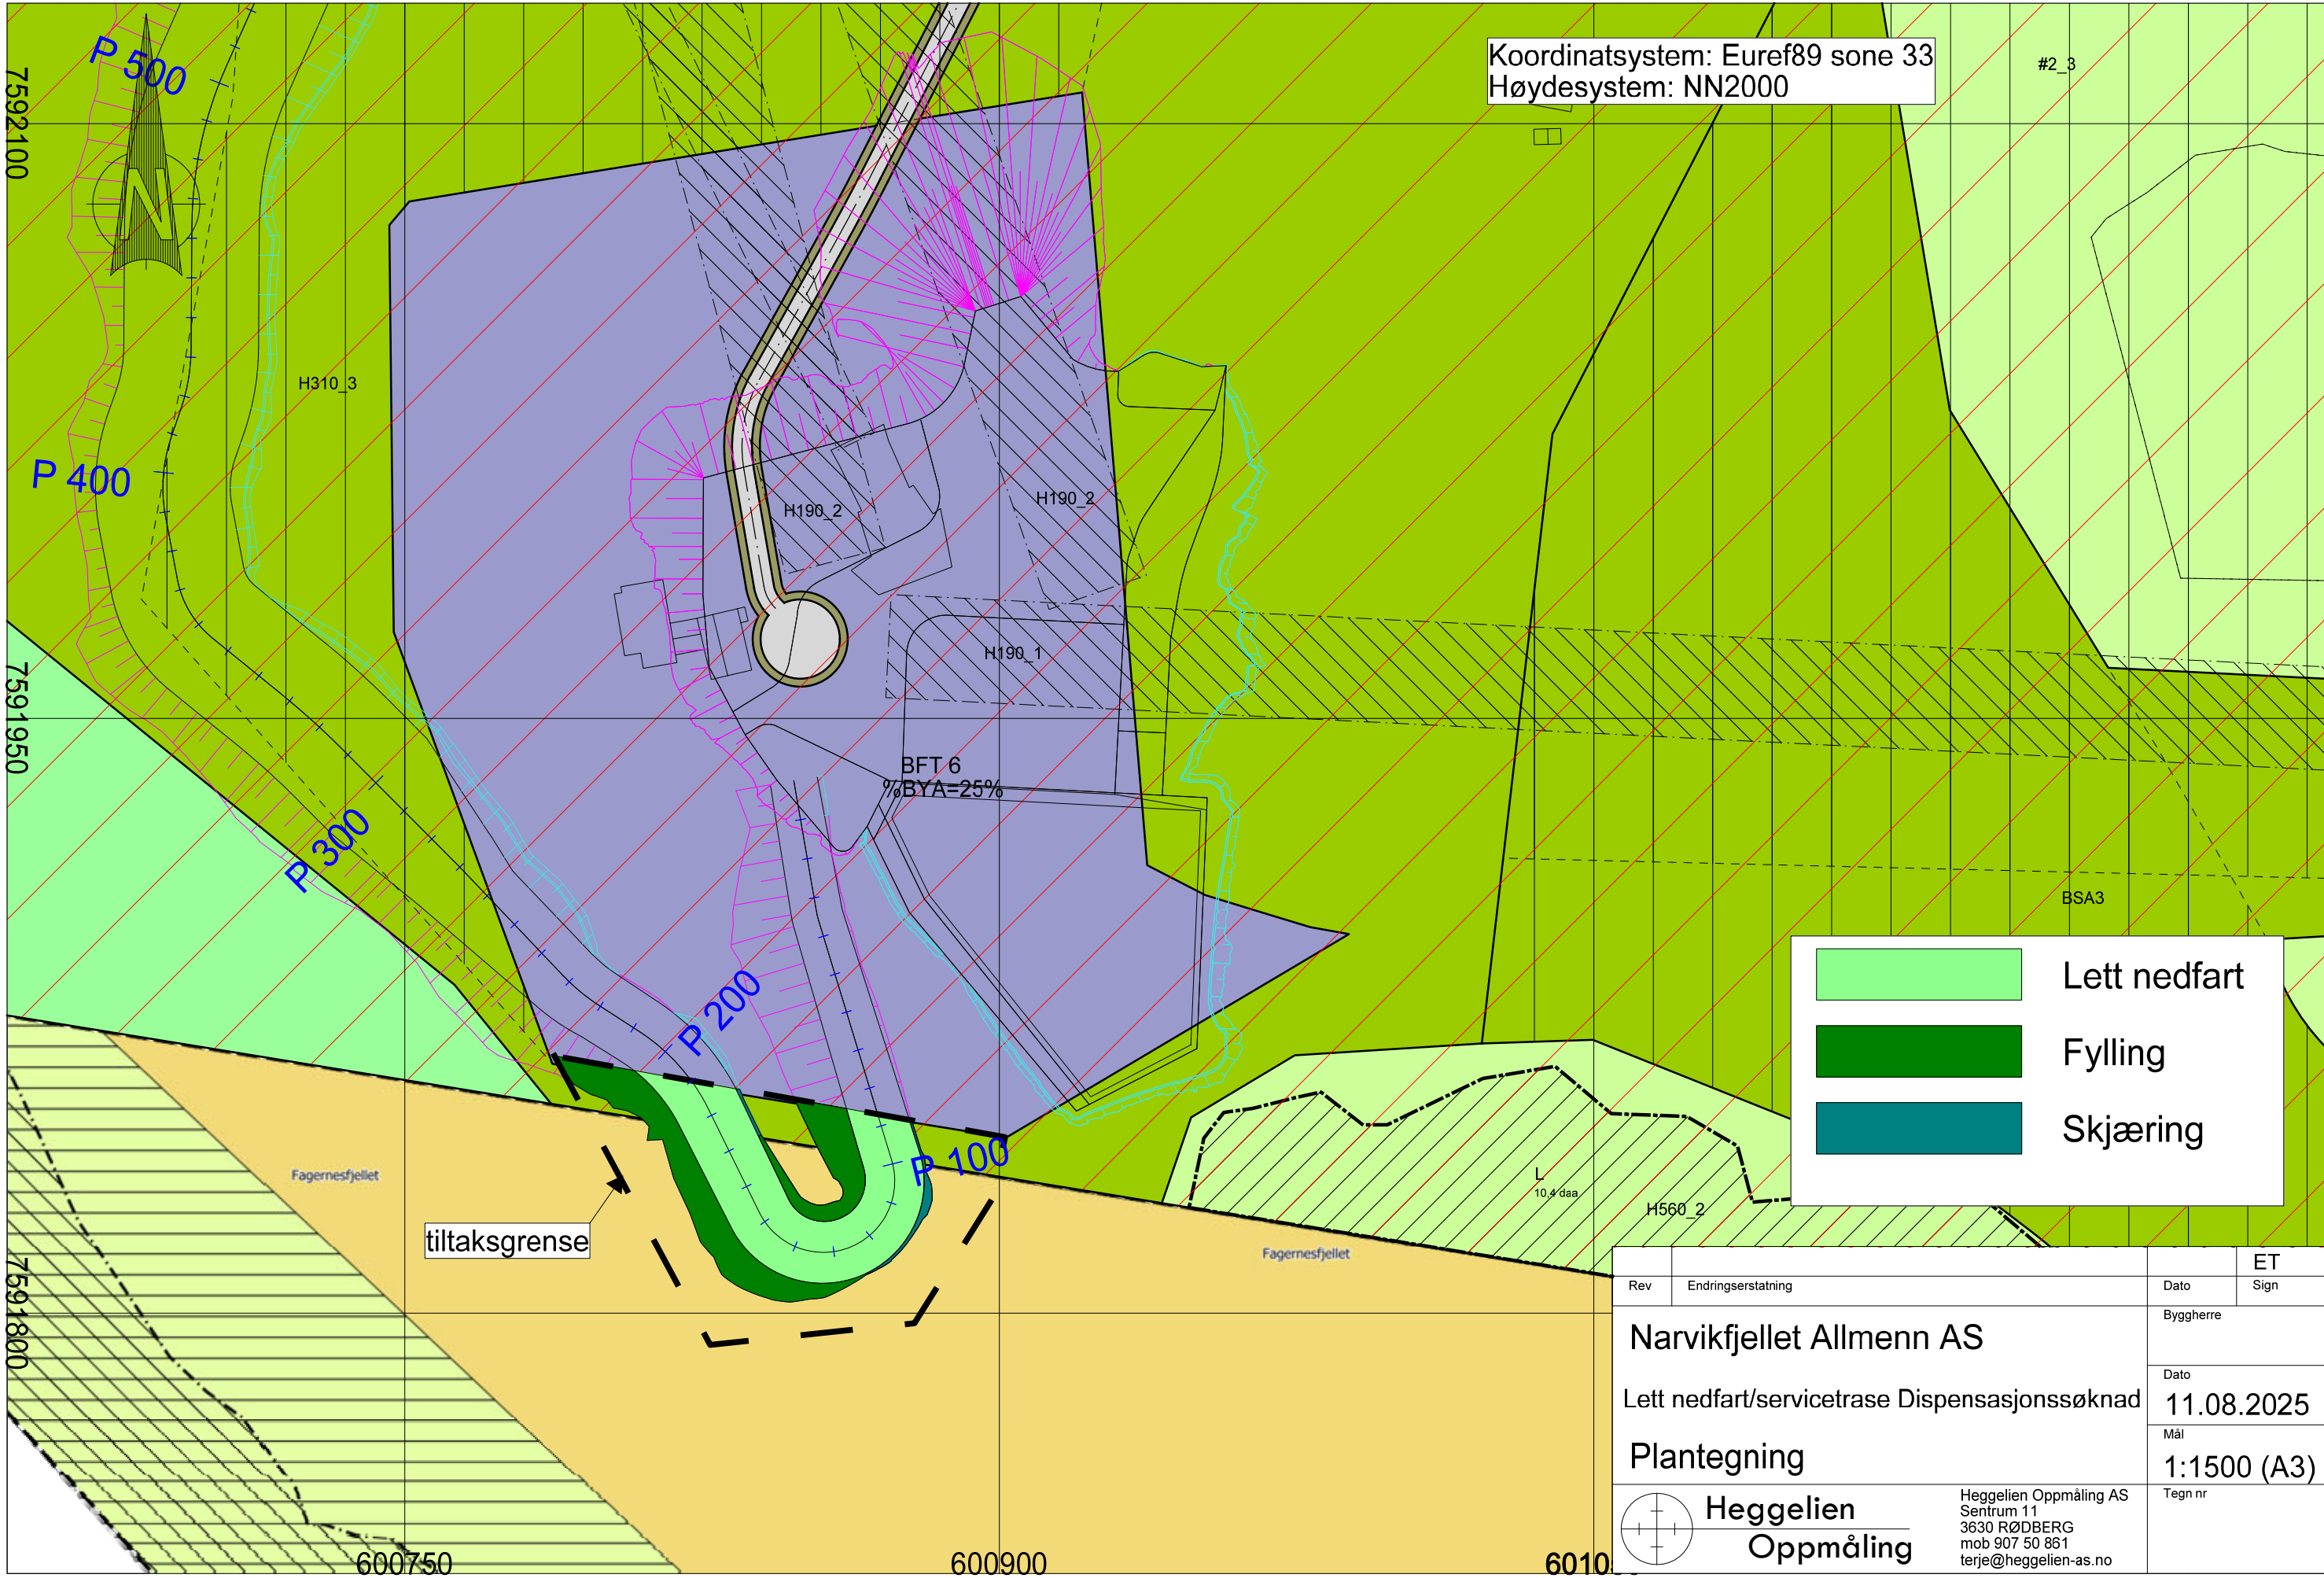 P 500
Koordinatsystem: Euref89 sone 33
Høydesystem: NN2000
#2_3
7592100
N
H310_3
P 400
H190_2
H190_2
H190_1
7591950
BFT 6
%BYA=25%
P 300
BSA3
Lett nedfart
P 200
Fylling
Skjæring
P 100
Fagernesfjellet
L
10,4 daa
H560_2
tiltaksgrense
Fagernesfjellet
7591800
ET
Rev Endringserstatning Dato Sign
Byggherre
Narvikfjellet Allmenn AS
Dato
Lett nedfart/servicetrase Dispensasjonssøknad
11.08.2025
Mål
Plantegning
1:1500 (A3)
Tegn nr
Heggelien
Oppmåling
Heggelien Oppmåling AS
Sentrum 11
3630 RØDBERG
mob 907 50 861
terje@heggelien-as.no
600750
600900